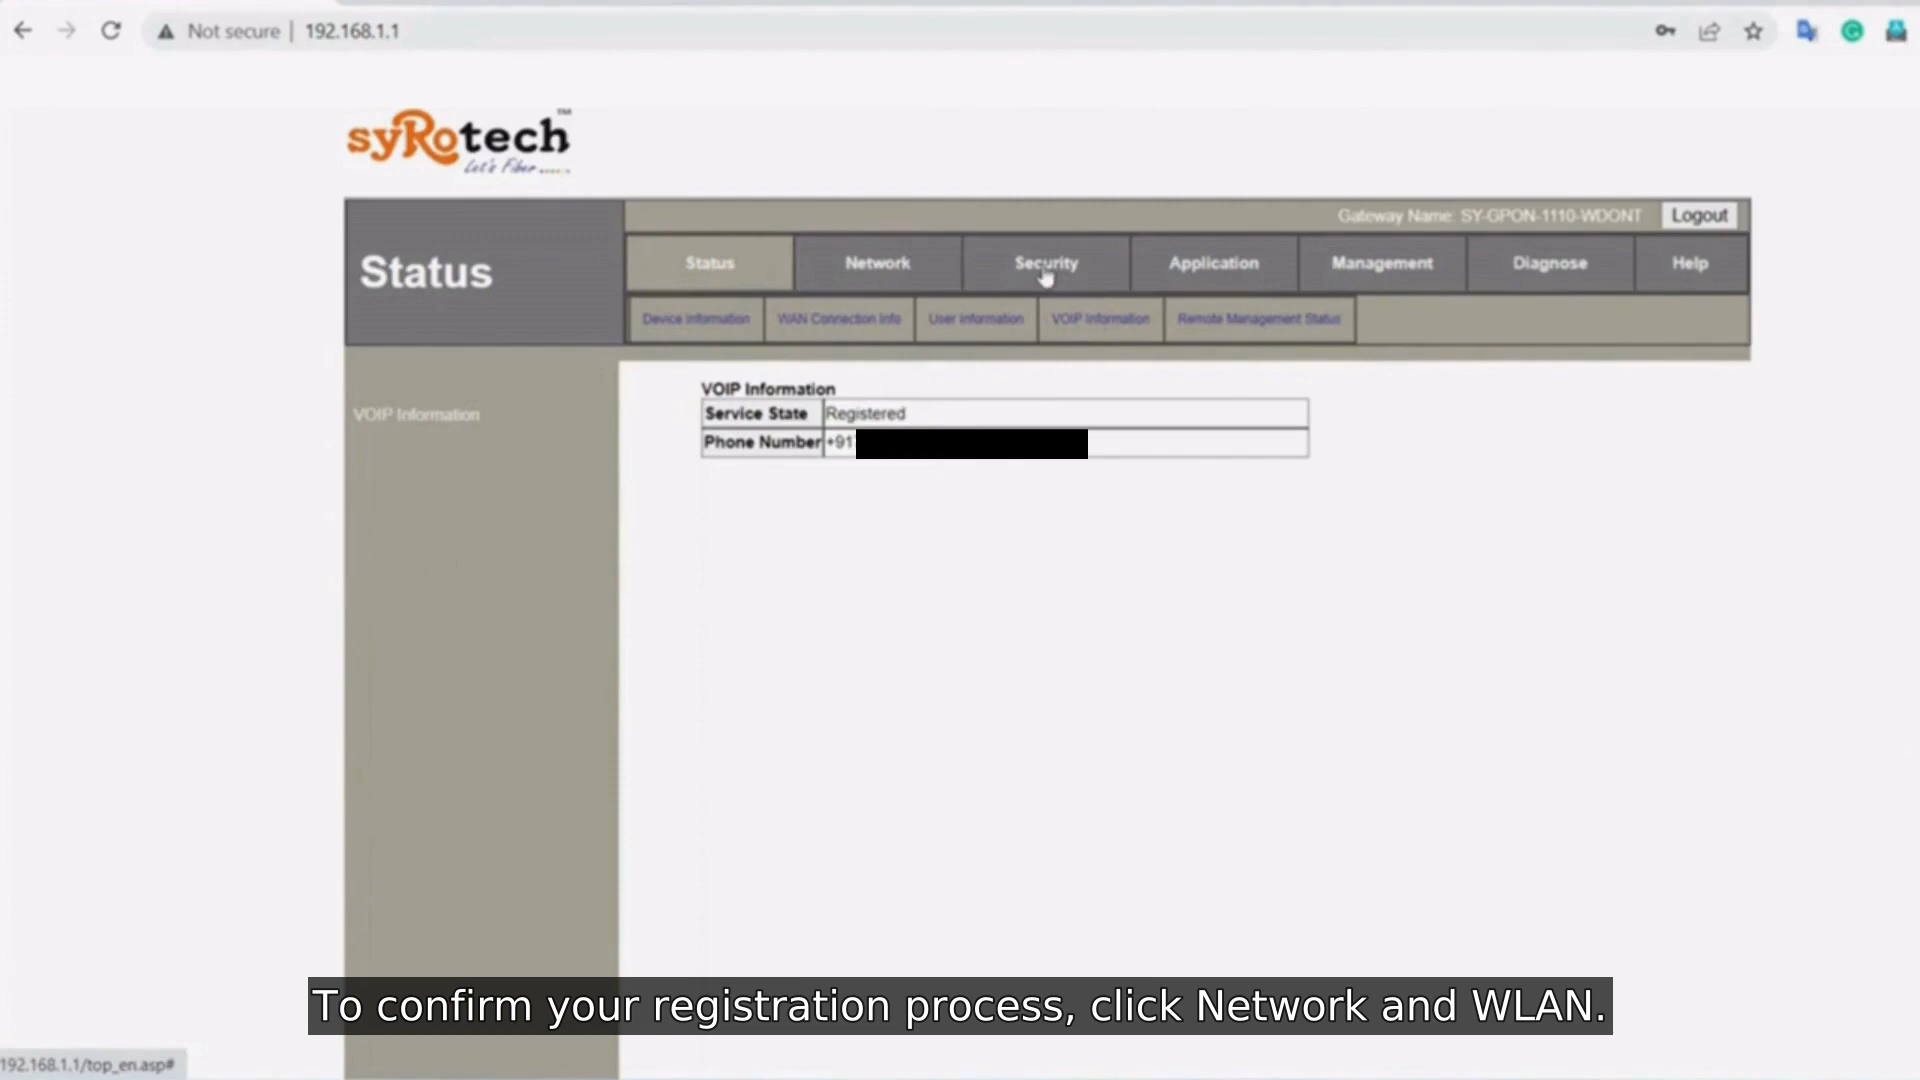 Not secure | 192.168.1.1
syRotech™
Let's Fiber......
Gateway Name: SY-GPON-1110-WDONT Logout
Status
Status Network Security Application Management Diagnose Help
Device Information WAN Connection Info User Information VOIP Information Remote Management Status
VOIP Information
VOIP Information
Service State Registered
Phone Number +91
To confirm your registration process, click Network and WLAN.
192.168.1.1/top_en.asp#